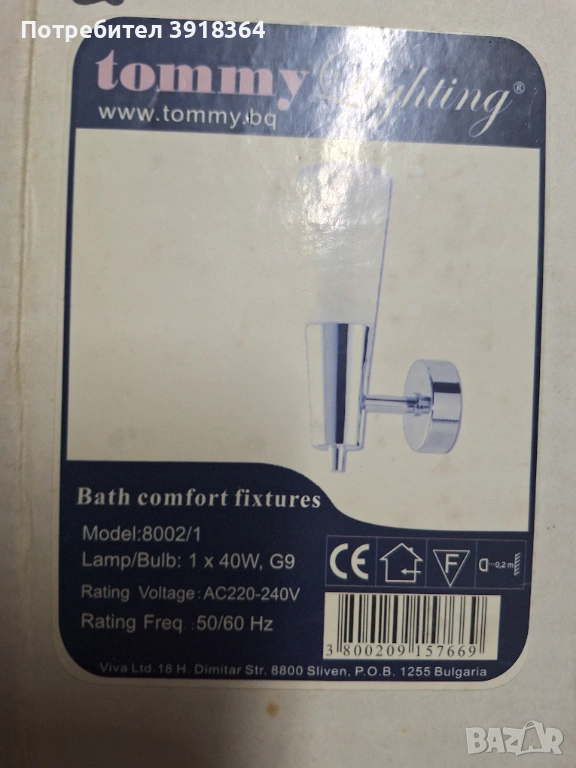 Потребител 3918364
tommy Lighting®
www.tommy.bg
Bath comfort fixtures
Model:8002/1
Lamp/Bulb: 1 x 40W, G9
Rating Voltage: AC220-240V
Rating Freq :50/60 Hz
CE
F
0,2 m
3 800209 157669
Viva Ltd.18 H. Dimitar Str. 8800 Sliven, P.O.B. 1255 Bulgaria
BAZAR